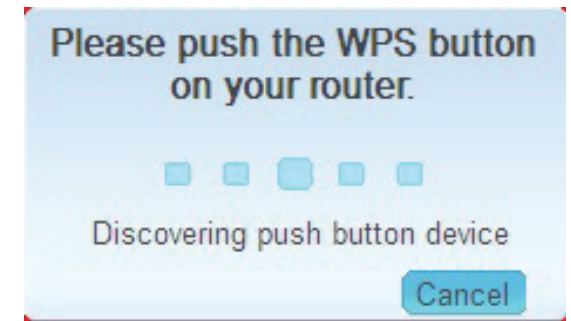 Please push the WPS button
on your router.
Discovering push button device
Cancel